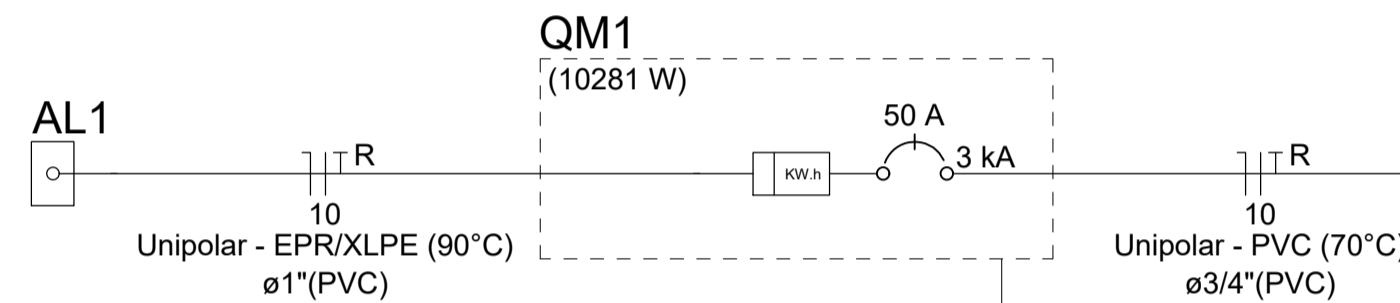 QM1
(10281 W)
AL1
50 A
R
3 kA
R
KW.h
10
10
Unipolar - EPR/XLPE (90°C)
Unipolar - PVC (70°C)
ø1"(PVC)
ø3/4"(PVC)